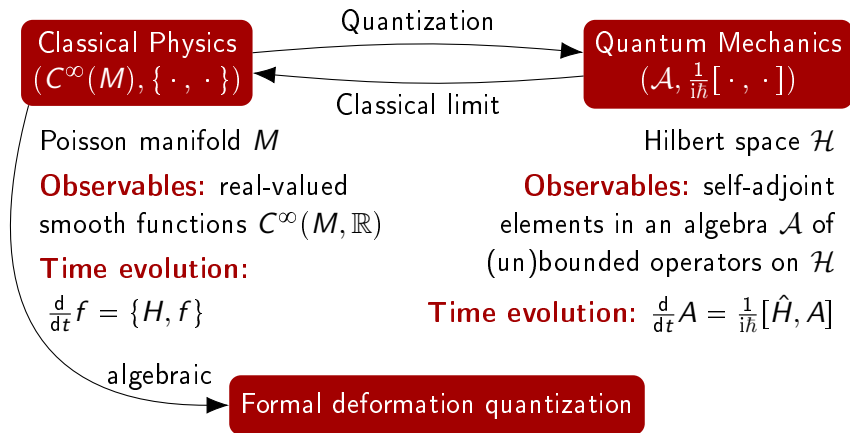 Quantization
Classical Physics
(C^∞(M), { · , · })
Quantum Mechanics
(𝒜, 1/iħ [ · , · ])
Classical limit
Poisson manifold M
Observables: real-valued
smooth functions C^∞(M, ℝ)
Time evolution:
d/dt f = {H, f}
Hilbert space ℋ
Observables: self-adjoint
elements in an algebra 𝒜 of
(un)bounded operators on ℋ
Time evolution: d/dt A = 1/iħ [Ĥ, A]
algebraic
Formal deformation quantization